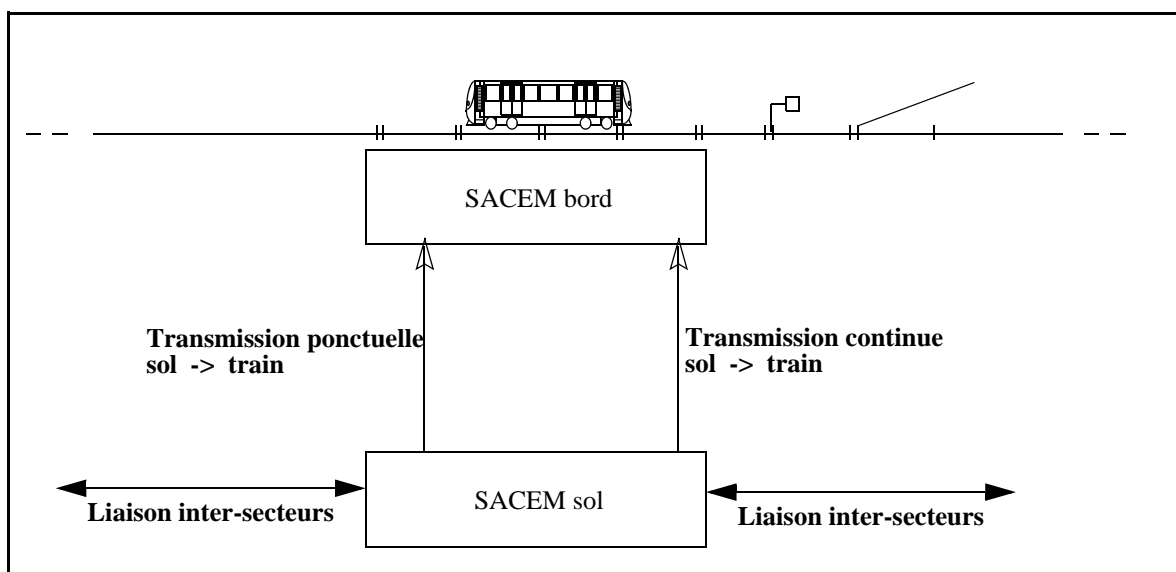 SACEM bord
Transmission ponctuelle
sol -> train
Transmission continue
sol -> train
SACEM sol
Liaison inter-secteurs
Liaison inter-secteurs